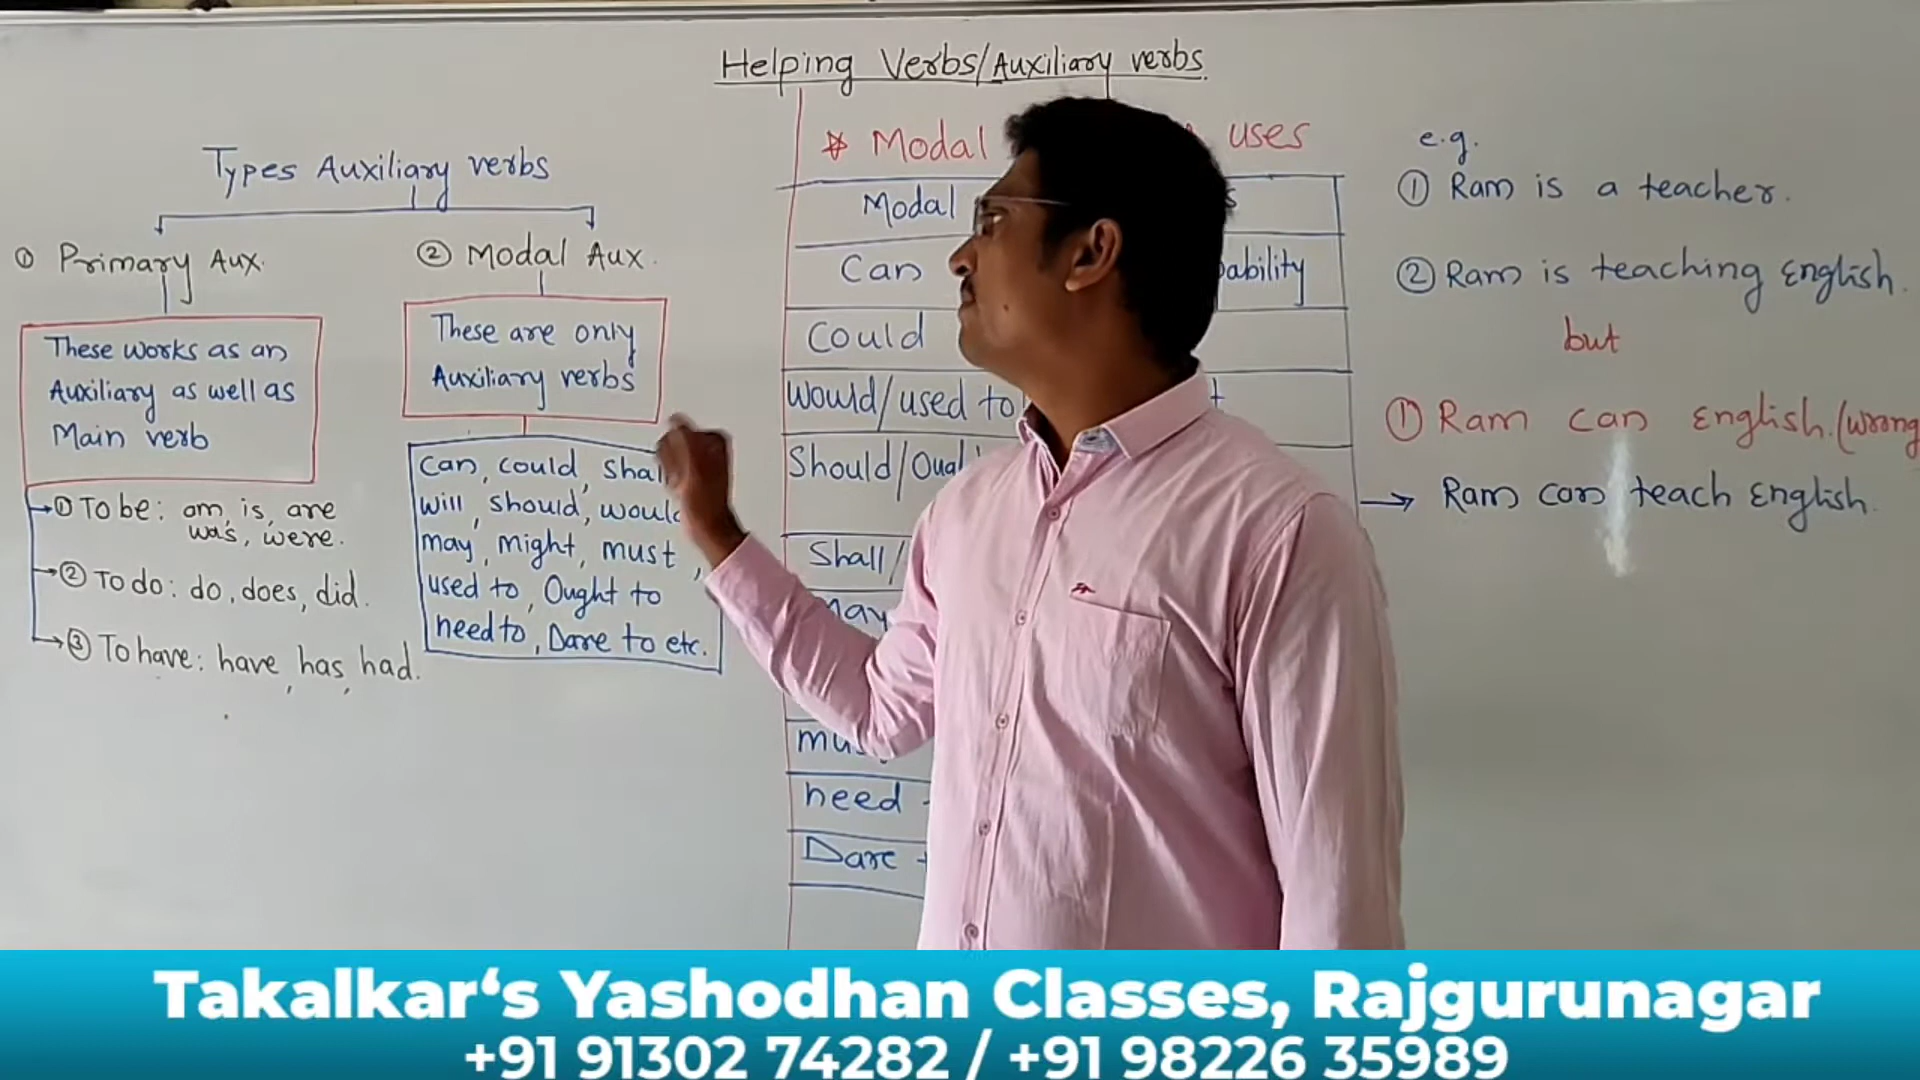 Helping Verbs/Auxiliary verbs.
Types Auxiliary verbs
① Primary Aux.
These works as an
Auxiliary as well as
Main verb
① To be: am, is, are
was, were.
② To do: do, does, did.
③ To have: have, has, had.
② Modal Aux.
These are only
Auxiliary verbs
Can, could,
will, should,
may, might, must,
used to, Ought to
need to, Dare to etc.
* Modal uses
Modal
Can
Could
Would/used to
Should/
Shall/
may
need
Dare
e.g.
① Ram is a teacher.
② Ram is teaching English.
but
① Ram can English. (wrong
→ Ram can teach English.
Takalkar‘s Yashodhan Classes, Rajgurunagar
+91 91302 74282 / +91 98226 35989